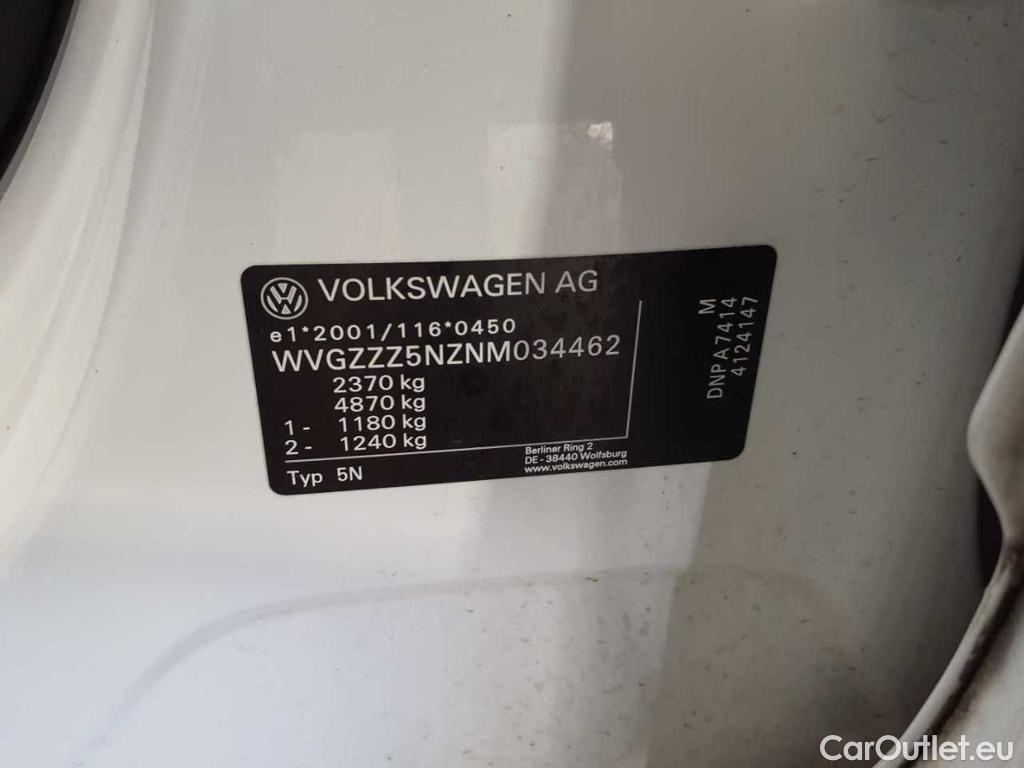 VOLKSWAGEN AG
e1*2001/116*0450
WVGZZZ5NZNM034462
2370 kg
4870 kg
1 - 1180 kg
2 - 1240 kg
Typ 5N
Berliner Ring 2
DE - 38440 Wolfsburg
www.volkswagen.com
M
DNPA7414
4124147
CarOutlet.eu